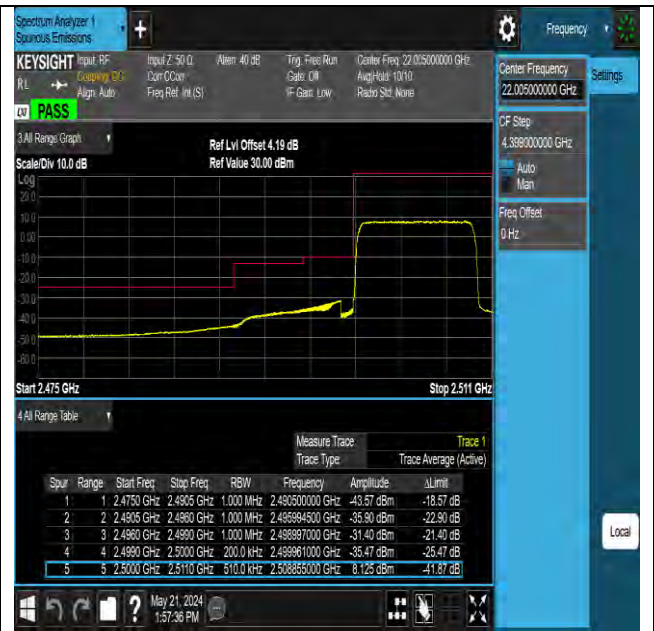 Spectrum Analyzer 1
Spurious Emissions
+
Frequency
KEYSIGHT Input: RF Input Z: 50 Ω Atten: 40 dB Trig: Free Run Center Freq: 22.005000000 GHz
RL Coupling: DC Corr CCorr Gate: Off Avg|Hold: 10/10
Align: Auto Freq Ref: Int (S) IF Gain: Low Radio Std: None
PASS
Center Frequency
22.005000000 GHz
Settings
CF Step
4.399000000 GHz
Auto
Man
Freq Offset
0 Hz
3 All Range Graph
Ref Lvl Offset 4.19 dB
Scale/Div 10.0 dB Ref Value 30.00 dBm
Log
20.0
10.0
0.00
-10.0
-20.0
-30.0
-40.0
-50.0
-60.0
Start 2.475 GHz Stop 2.511 GHz
4 All Range Table
Measure Trace Trace 1
Trace Type Trace Average (Active)
Spur Range Start Freq Stop Freq RBW Frequency Amplitude ΔLimit
1 1 2.4750 GHz 2.4905 GHz 1.000 MHz 2.490500000 GHz -43.57 dBm -18.57 dB
2 2 2.4905 GHz 2.4960 GHz 1.000 MHz 2.495994500 GHz -35.90 dBm -22.90 dB
3 3 2.4960 GHz 2.4990 GHz 1.000 MHz 2.498997000 GHz -31.40 dBm -21.40 dB
4 4 2.4990 GHz 2.5000 GHz 200.0 kHz 2.499961000 GHz -35.47 dBm -25.47 dB
5 5 2.5000 GHz 2.5110 GHz 510.0 kHz 2.508855000 GHz 8.125 dBm -41.87 dB
Local
?
May 21, 2024
1:57:36 PM